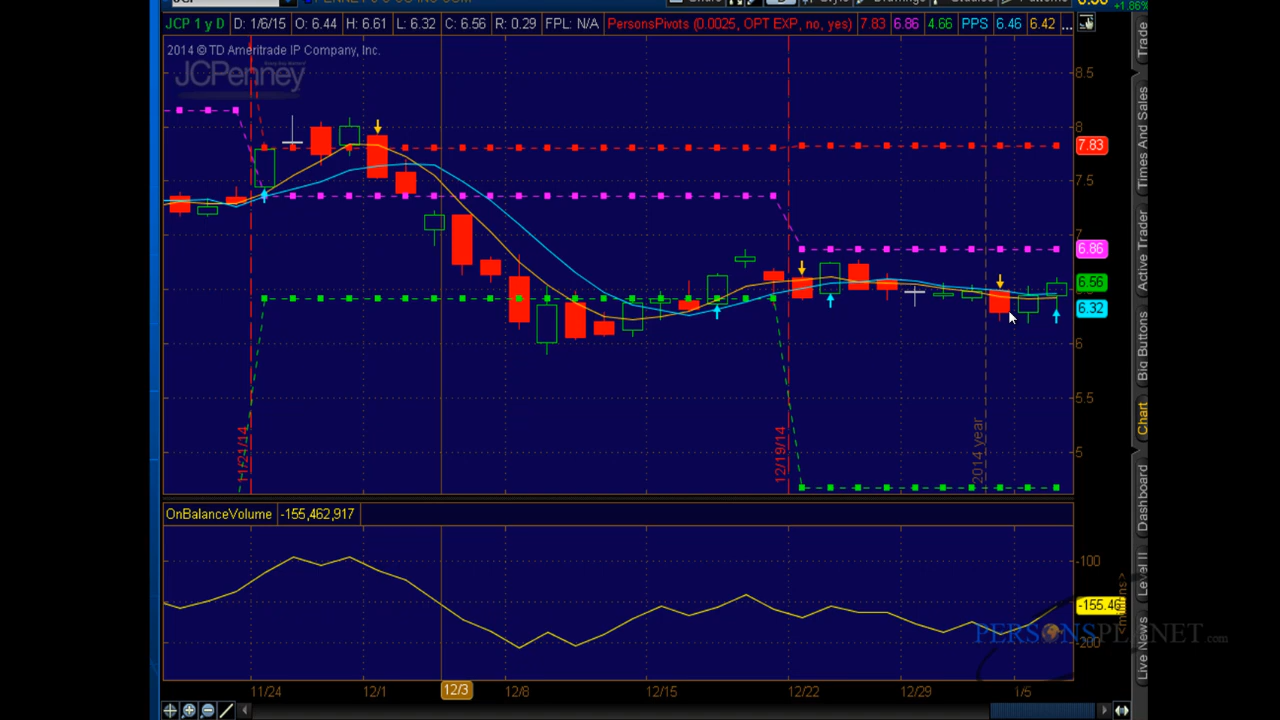 JCP 1 y D D: 1/6/15 O: 6.44 H: 6.61 L: 6.32 C: 6.56 R: 0.29 FPL: N/A PersonsPivots (0.0025, OPT EXP, no, yes) 7.83 6.86 4.66 PPS 6.46 6.42 ...
+1.86%
2014 © TD Ameritrade IP Company, Inc.
JCPenney
8.5
8
7.83
7.5
7
6.86
6.56
6.32
6
5.5
5
11/21/14
12/19/14
2014 year
OnBalanceVolume -155,462,917
-100
-155.46
-200
<millions>
PERSONSPLANET.com
11/24 12/1 12/3 12/8 12/15 12/22 12/29 1/5
Trade
Times And Sales
Active Trader
Big Buttons
Chart
Dashboard
Level II
Live News